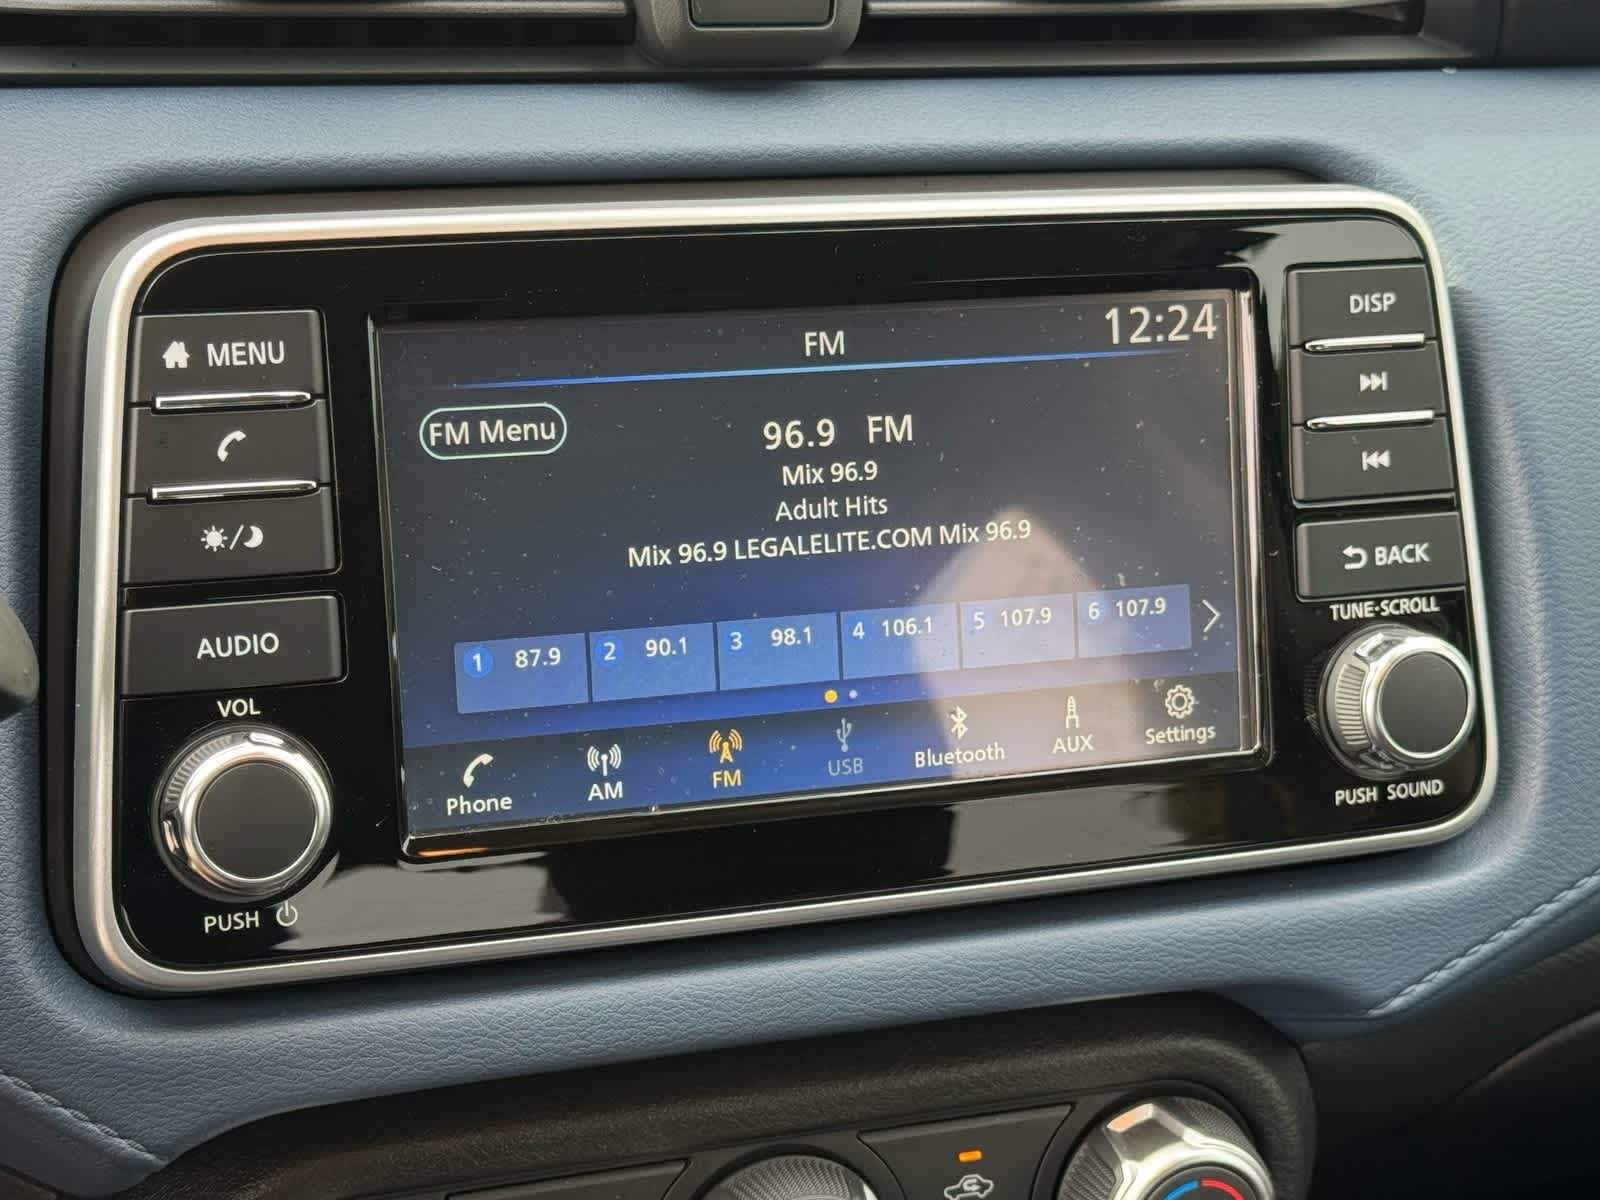 MENU
AUDIO
VOL
PUSH
FM
12:24
FM Menu
96.9 FM
Mix 96.9
Adult Hits
Mix 96.9 LEGALELITE.COM Mix 96.9
1 87.9
2 90.1
3 98.1
4 106.1
5 107.9
6 107.9
Phone
AM
FM
USB
Bluetooth
AUX
Settings
DISP
BACK
TUNE·SCROLL
PUSH SOUND